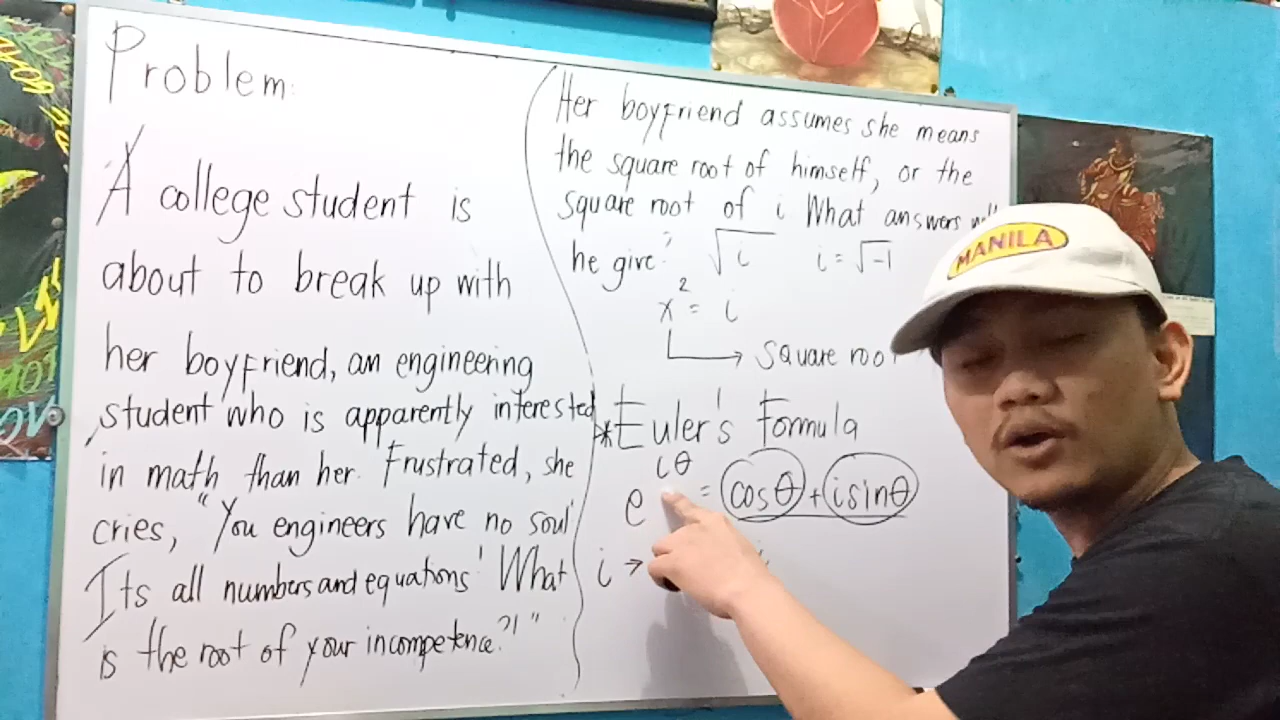 Problem:
A college student is
about to break up with
her boyfriend, an engineering
student who is apparently interested
in math than her. Frustrated, she
cries, "You engineers have no soul!
Its all numbers and equations! What
is the root of your incompetence?!"
Her boyfriend assumes she means
the square root of himself, or the
square root of i What answers will
he give? √i i = √-1
x² = i
square root
*Euler's Formula
e^iθ = cosθ + isinθ
i →
MANILA